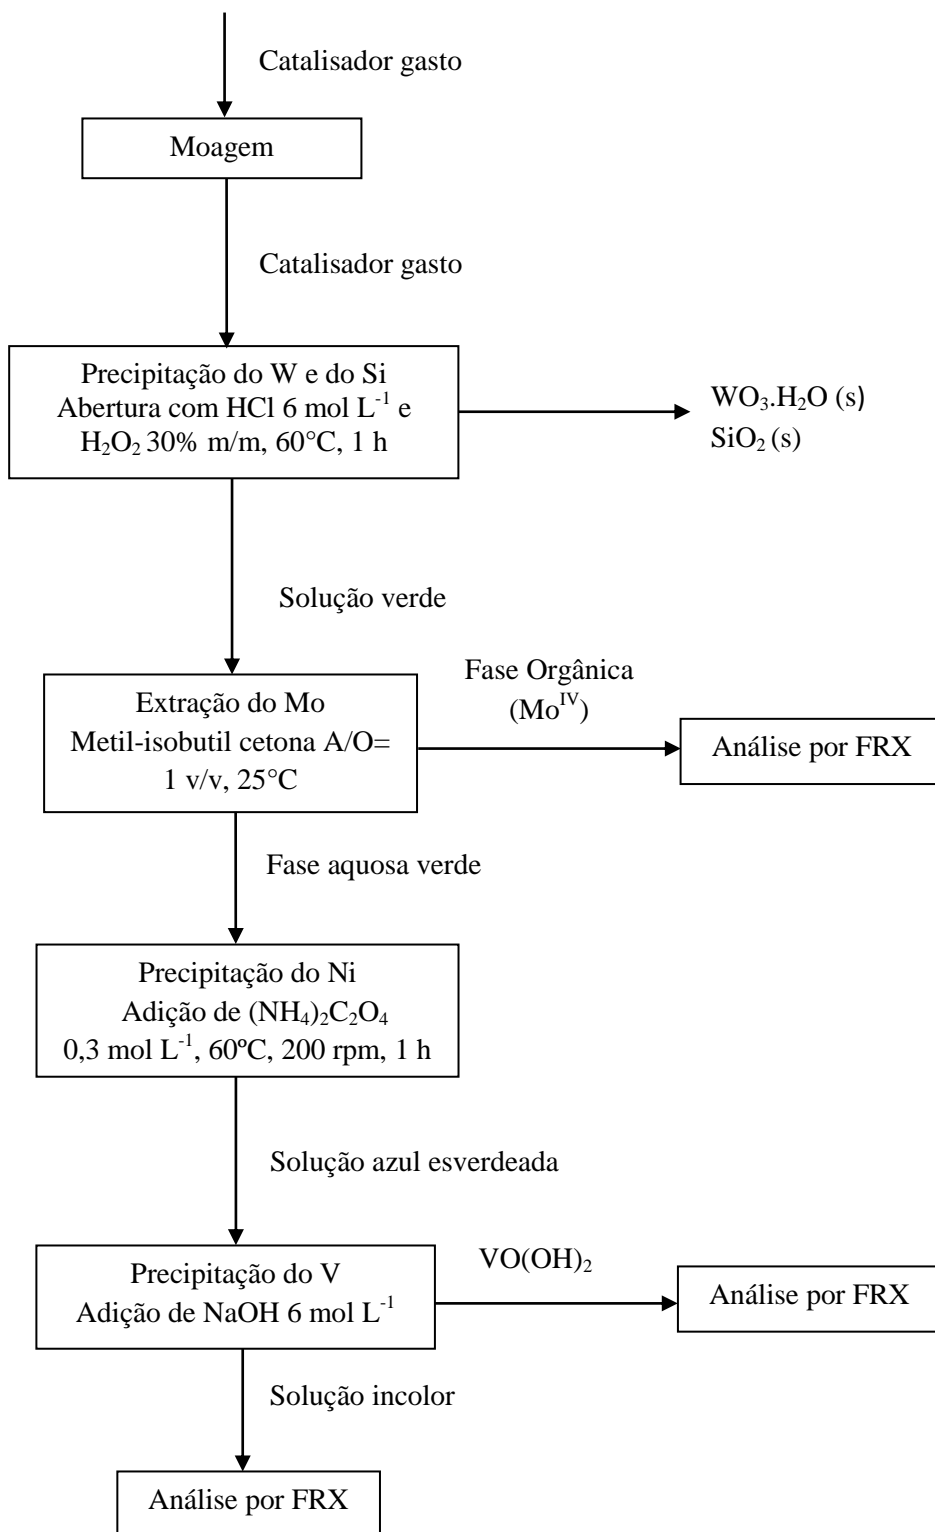 Catalisador gasto
Moagem
Catalisador gasto
Precipitação do W e do Si
Abertura com HCl 6 mol L⁻¹ e
H₂O₂ 30% m/m, 60°C, 1 h
WO₃.H₂O (s)
SiO₂ (s)
Solução verde
Extração do Mo
Metil-isobutil cetona A/O=
1 v/v, 25°C
Fase Orgânica
(Moᴵⱽ)
Análise por FRX
Fase aquosa verde
Precipitação do Ni
Adição de (NH₄)₂C₂O₄
0,3 mol L⁻¹, 60ºC, 200 rpm, 1 h
Solução azul esverdeada
Precipitação do V
Adição de NaOH 6 mol L⁻¹
VO(OH)₂
Análise por FRX
Solução incolor
Análise por FRX